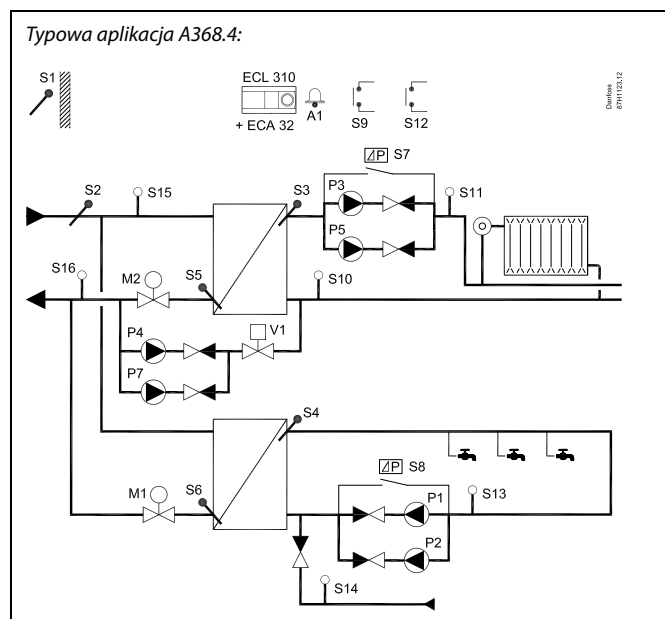 Typowa aplikacja A368.4:
S1
ECL 310
+ ECA 32
A1
S9
S12
Danfoss
87H1123.12
S2
S15
S3
P3
P5
⊿P S7
S11
S16
M2
S5
S10
P4
P7
V1
S4
M1
S6
⊿P S8
P1
P2
S13
S14